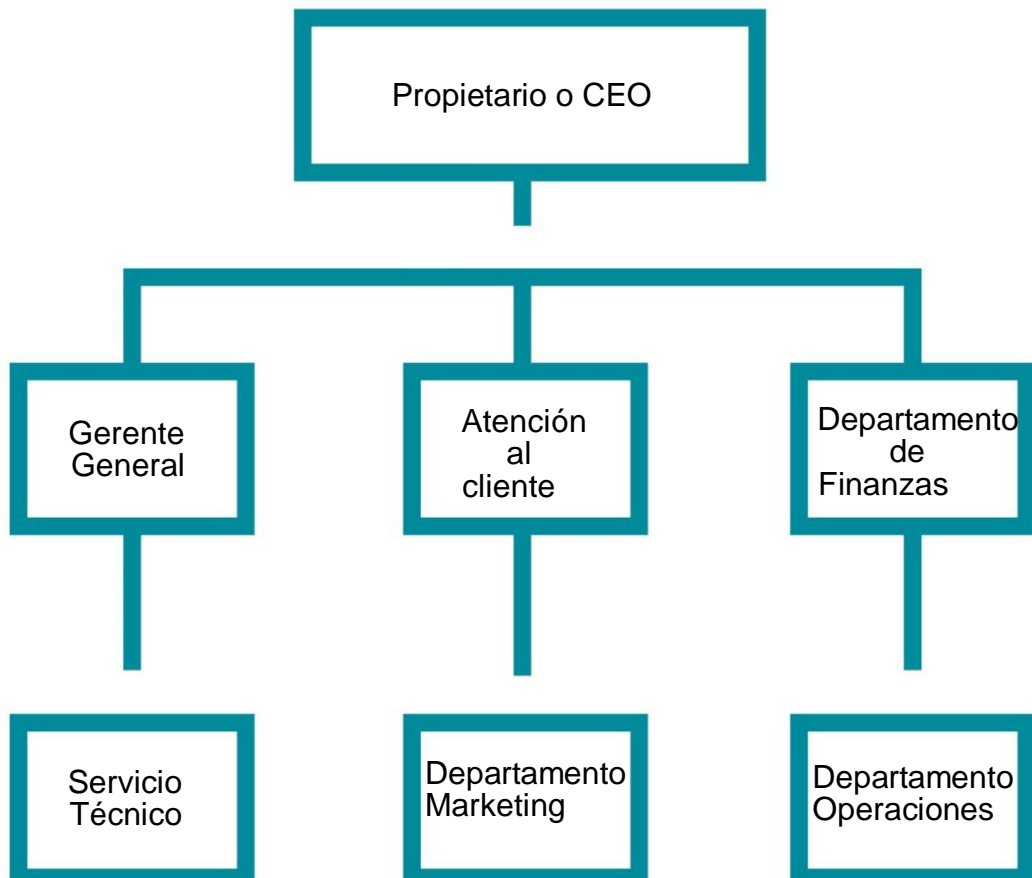 Propietario o CEO
Gerente
General
Atención
al
cliente
Departamento
de
Finanzas
Servicio
Técnico
Departamento
Marketing
Departamento
Operaciones